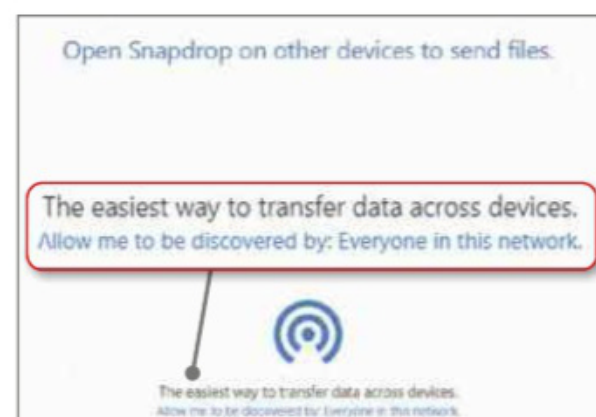 Open Snapdrop on other devices to send files.
The easiest way to transfer data across devices.
Allow me to be discovered by: Everyone in this network.
The easiest way to transfer data across devices.
Allow me to be discovered by: Everyone in this network.